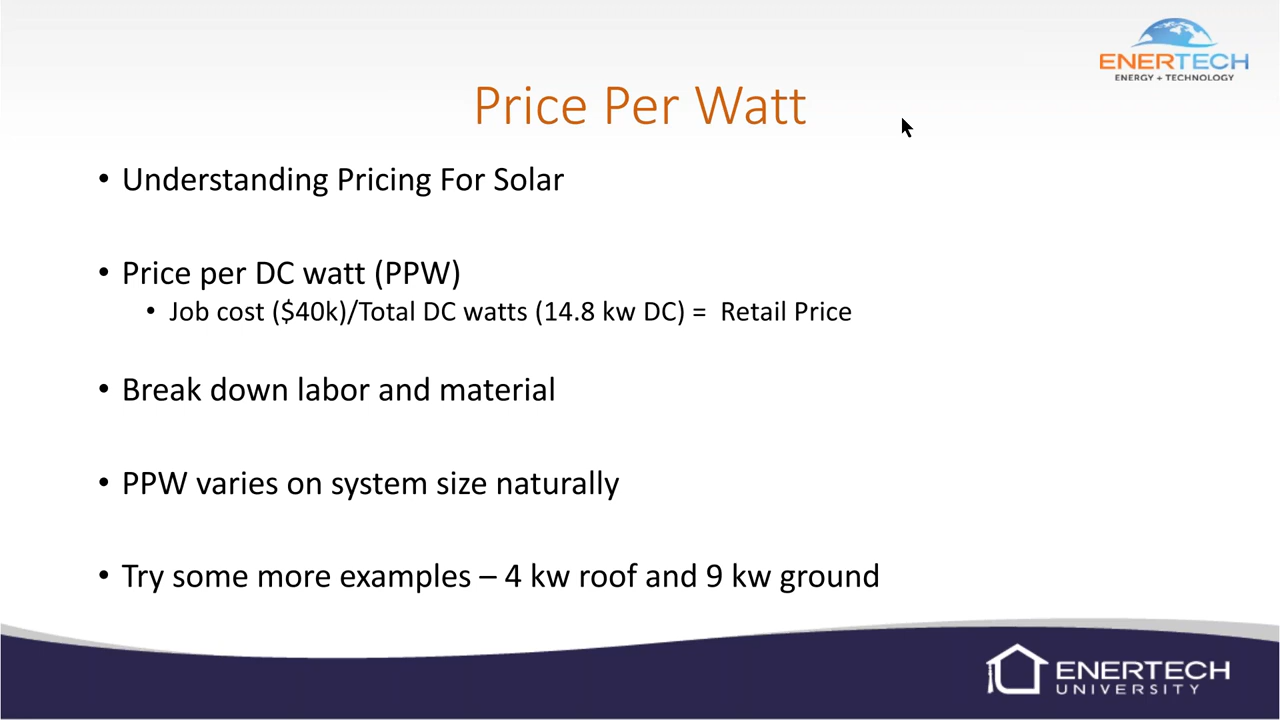 ENERTECH
ENERGY + TECHNOLOGY
Price Per Watt
• Understanding Pricing For Solar
• Price per DC watt (PPW)
• Job cost ($40k)/Total DC watts (14.8 kw DC) = Retail Price
• Break down labor and material
• PPW varies on system size naturally
• Try some more examples – 4 kw roof and 9 kw ground
ENERTECH
UNIVERSITY